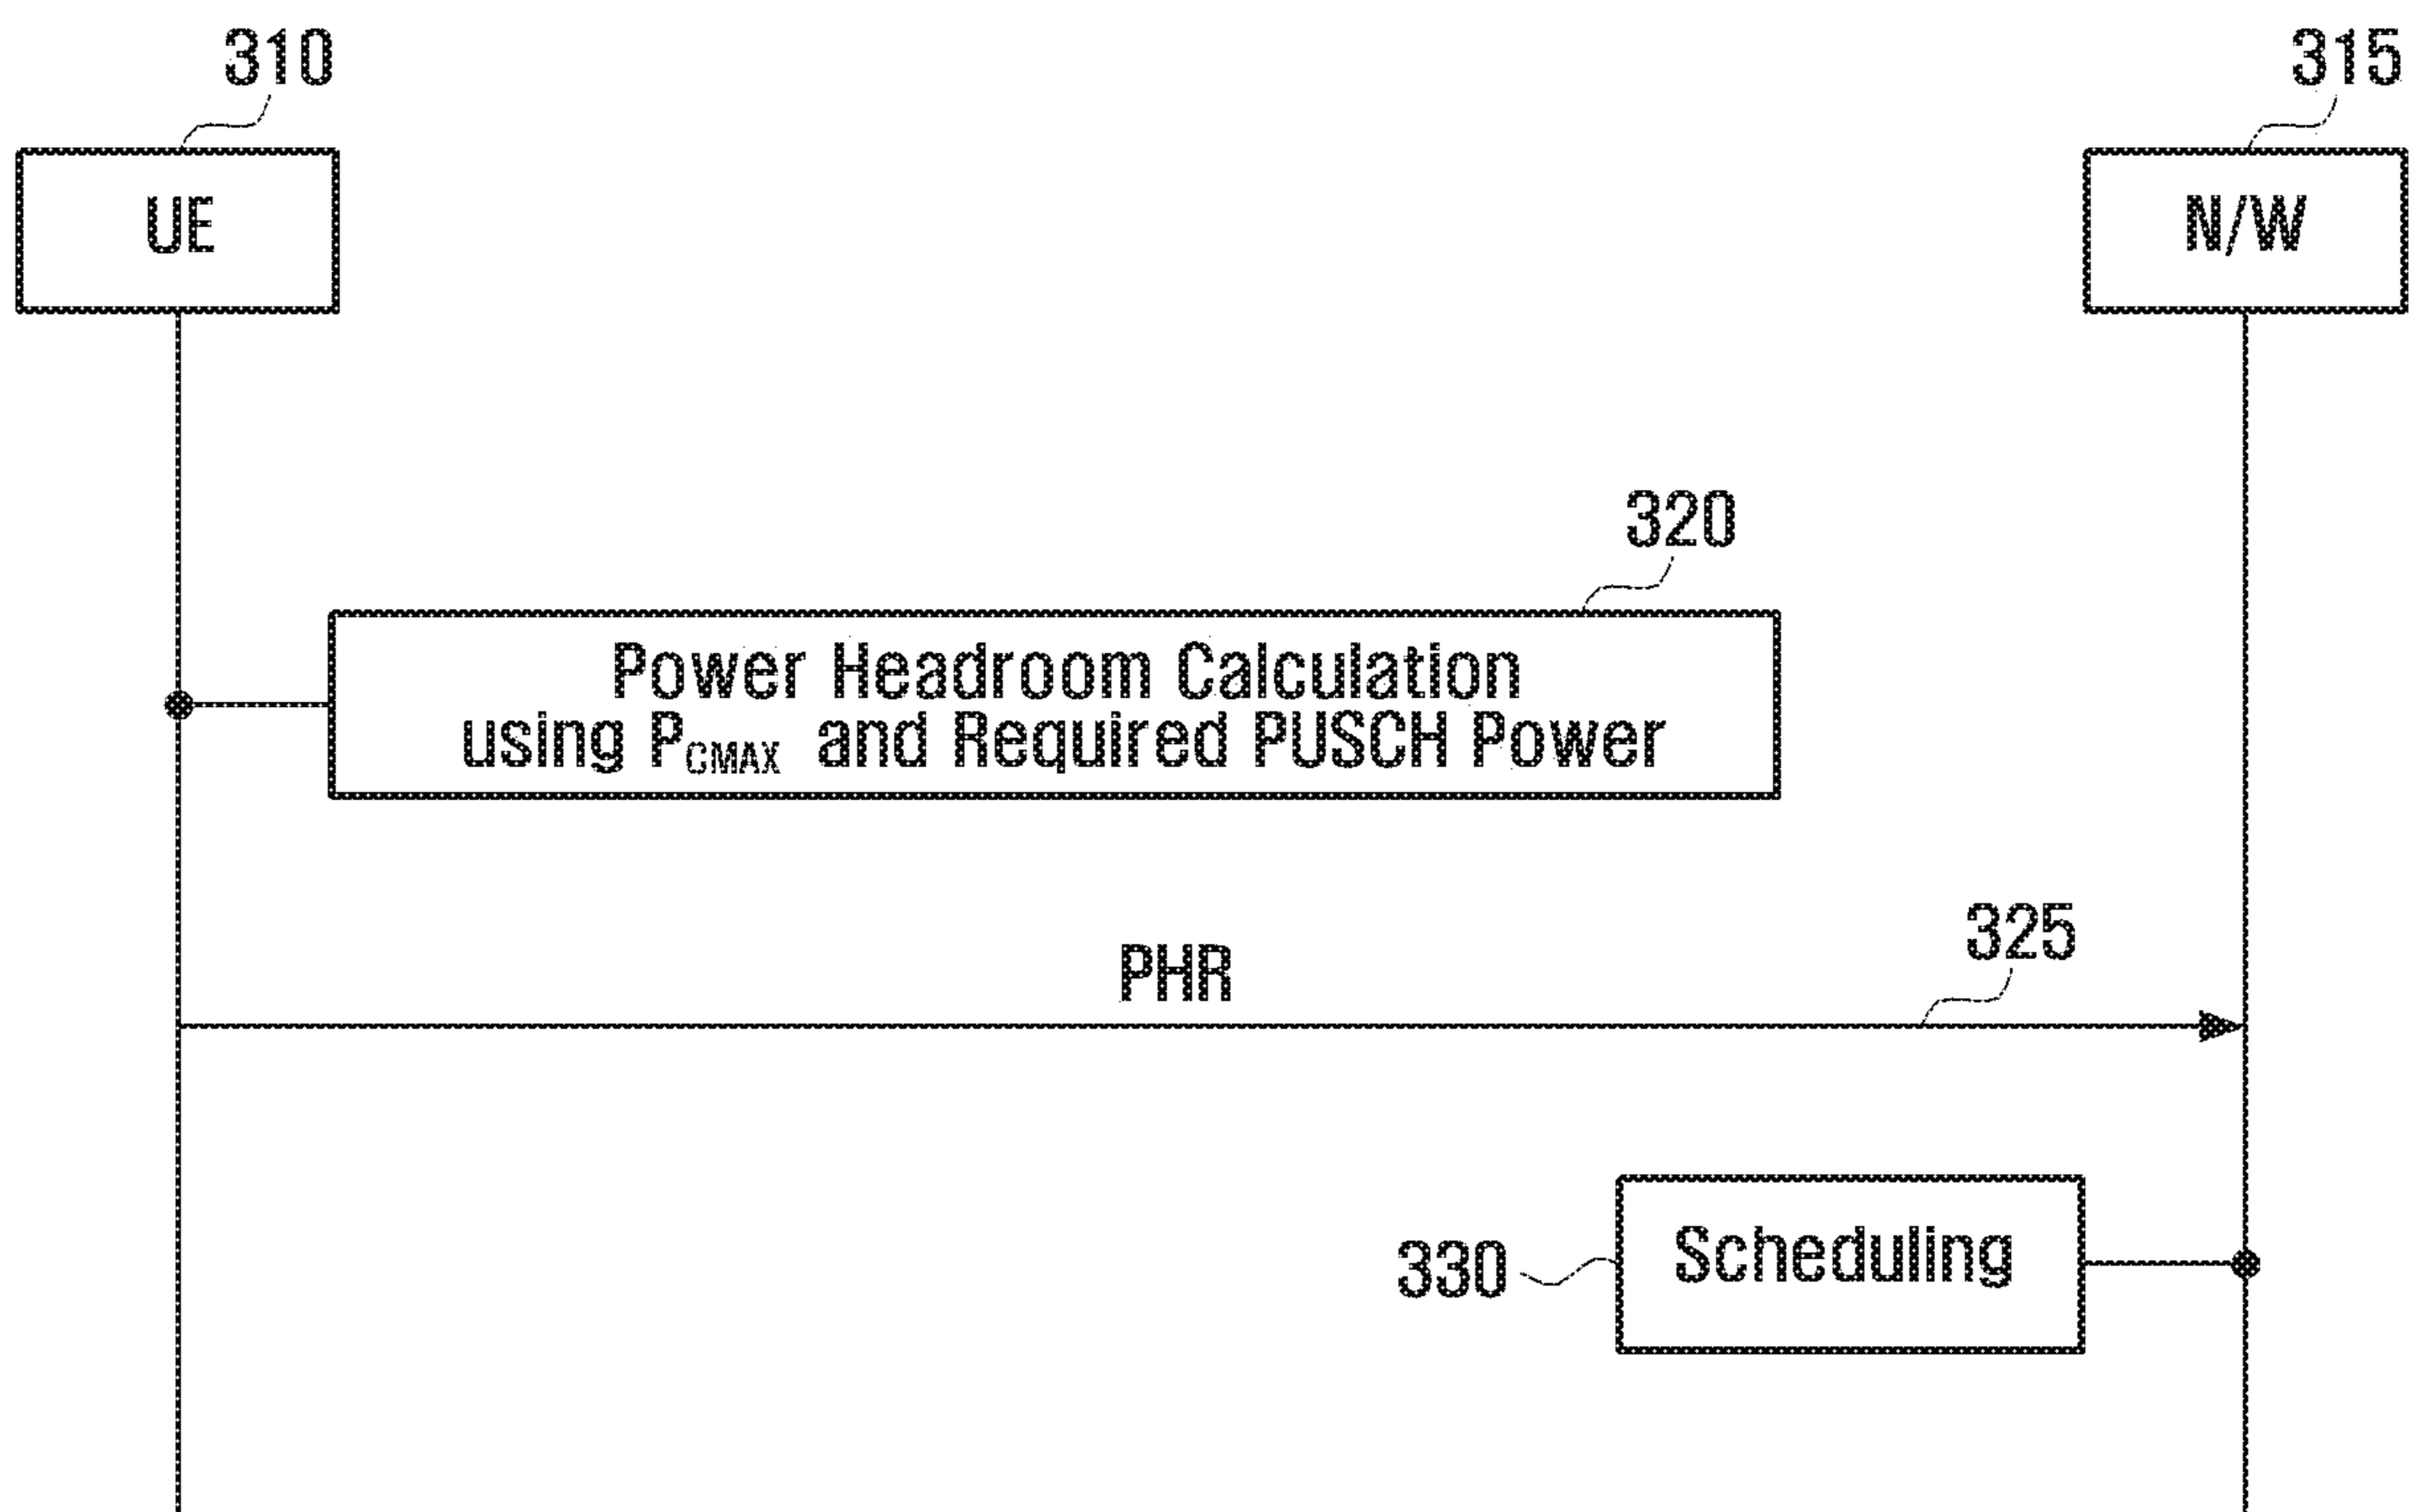 310
315
UE
N/W
320
Power Headroom Calculation
using PCMAX and Required PUSCH Power
325
PHR
330
Scheduling